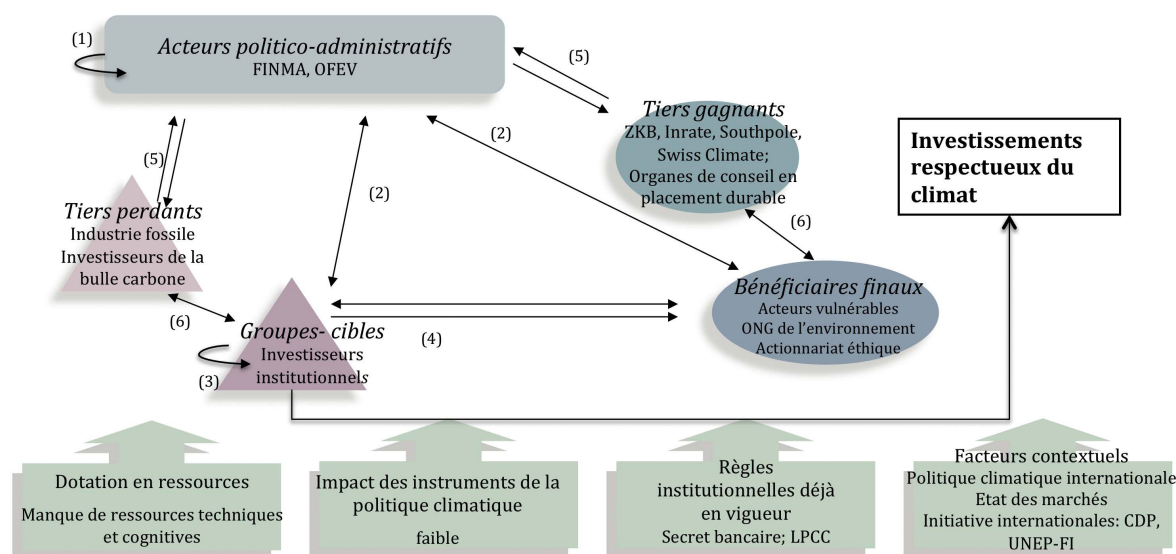 (1)
Acteurs politico-administratifs
FINMA, OFEV
(5)
Tiers gagnants
ZKB, Inrate, Southpole,
Swiss Climate;
Organes de conseil en
placement durable
Investissements
respectueux du
climat
(2)
(5)
(2)
Tiers perdants
Industrie fossile
Investisseurs de la
bulle carbone
(6)
Bénéficiaires finaux
Acteurs vulnérables
ONG de l'environnement
Actionnariat éthique
(6)
Groupes- cibles
Investisseurs
institutionnels
(4)
(3)
Dotation en ressources
Manque de ressources techniques
et cognitives
Impact des instruments de la
politique climatique
faible
Règles
institutionnelles déjà
en vigueur
Secret bancaire; LPCC
Facteurs contextuels
Politique climatique internationale
Etat des marchés
Initiative internationales: CDP,
UNEP-FI